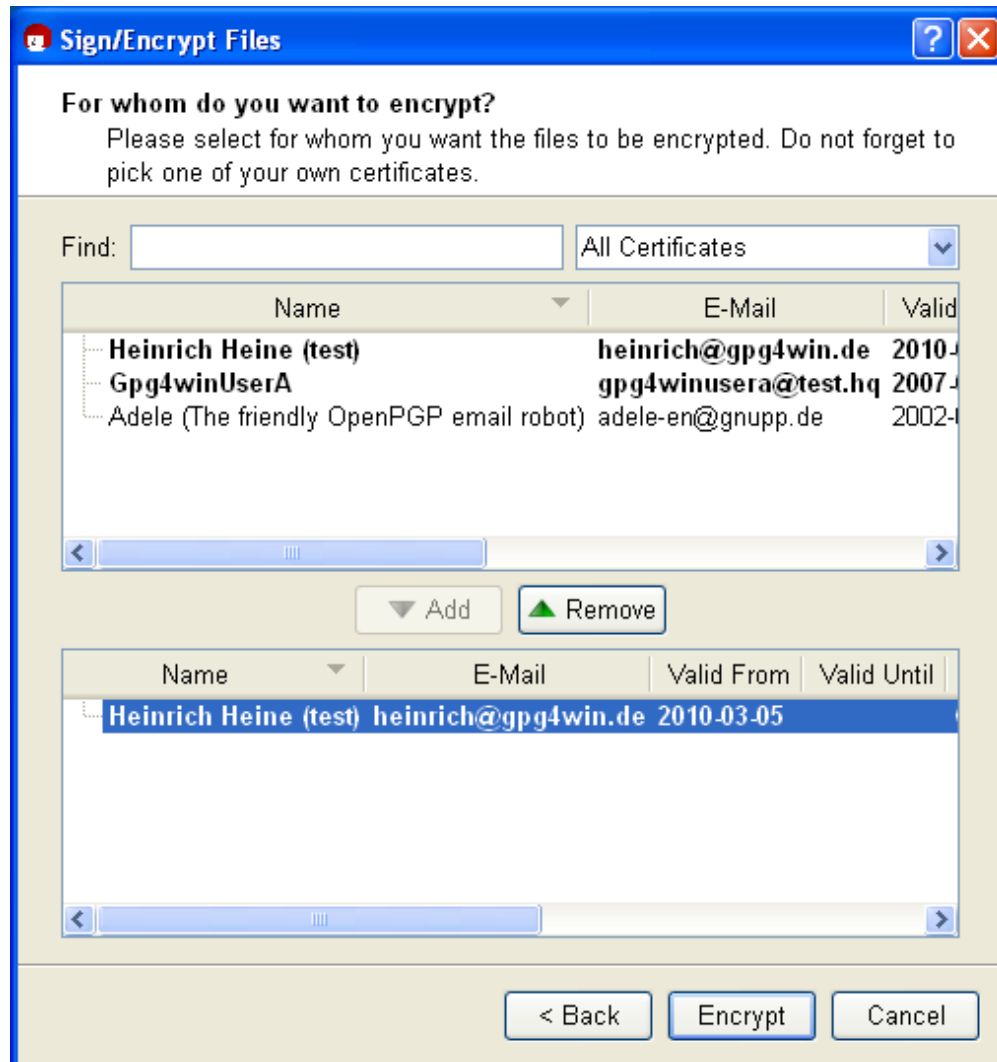 Sign/Encrypt Files
For whom do you want to encrypt?
Please select for whom you want the files to be encrypted. Do not forget to
pick one of your own certificates.
Find: All Certificates
Name E-Mail Valid
Heinrich Heine (test) heinrich@gpg4win.de 2010-
Gpg4winUserA gpg4winusera@test.hq 2007-
Adele (The friendly OpenPGP email robot) adele-en@gnupp.de 2002-
Add Remove
Name E-Mail Valid From Valid Until
Heinrich Heine (test) heinrich@gpg4win.de 2010-03-05
< Back Encrypt Cancel